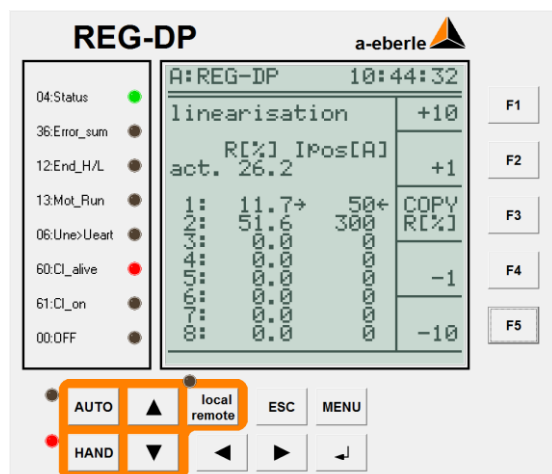 REG-DP
a-eberle
04:Status
36:Error_sum
12:End_H/L
13:Mot_Run
06:Une>Ueart
60:CI_alive
61:CI_on
00:OFF
A:REG-DP 10:44:32
linearisation
R[%] IPos[A]
act. 26.2
1: 11.7→ 50←
2: 51.6 300
3: 0.0 0
4: 0.0 0
5: 0.0 0
6: 0.0 0
7: 0.0 0
8: 0.0 0
+10
+1
COPY
R[%]
-1
-10
F1
F2
F3
F4
F5
AUTO
▲
local
remote
ESC
MENU
HAND
▼
◄
►
↵